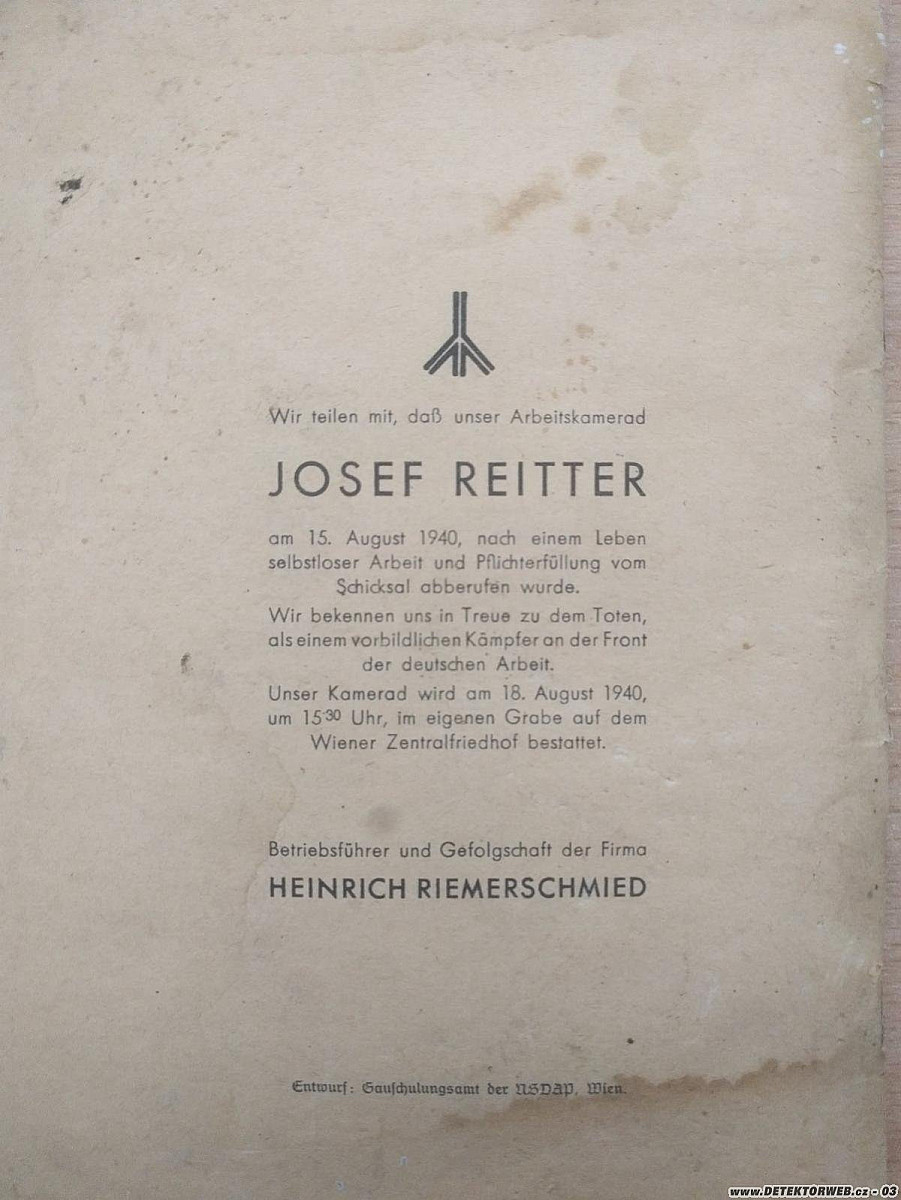 Wir teilen mit, daß unser Arbeitskamerad
JOSEF REITTER
am 15. August 1940, nach einem Leben
selbstloser Arbeit und Pflichterfüllung vom
Schicksal abberufen wurde.
Wir bekennen uns in Treue zu dem Toten,
als einem vorbildlichen Kämpfer an der Front
der deutschen Arbeit.
Unser Kamerad wird am 18. August 1940,
um 15·30 Uhr, im eigenen Grabe auf dem
Wiener Zentralfriedhof bestattet.
Betriebsführer und Gefolgschaft der Firma
HEINRICH RIEMERSCHMIED
Entwurf: Gauschulungsamt der NSDAP, Wien.
www.DETEKTORWEB.cz - 03